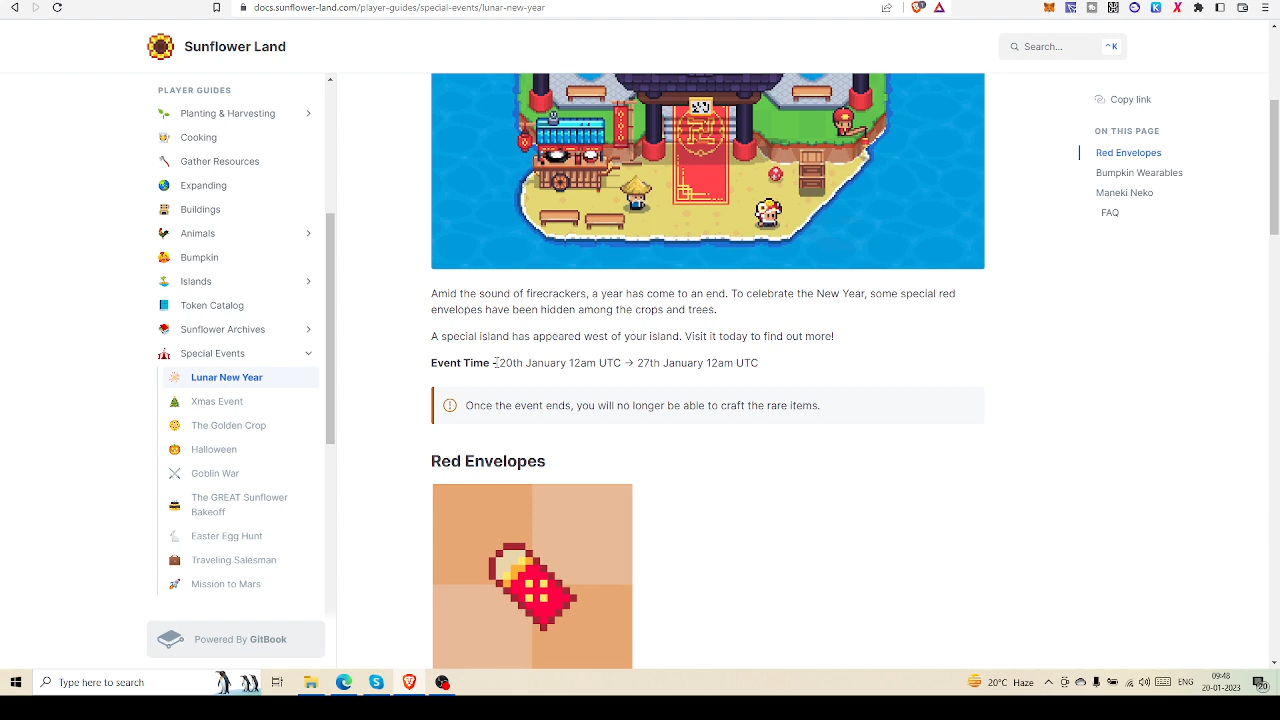 docs.sunflower-land.com/player-guides/special-events/lunar-new-year
Sunflower Land
Search... ^K
PLAYER GUIDES
Planting & Harvesting
Cooking
Gather Resources
Expanding
Buildings
Animals
Bumpkin
Islands
Token Catalog
Sunflower Archives
Special Events
Lunar New Year
Xmas Event
The Golden Crop
Halloween
Goblin War
The GREAT Sunflower
Bakeoff
Easter Egg Hunt
Traveling Salesman
Mission to Mars
Powered By GitBook
Amid the sound of firecrackers, a year has come to an end. To celebrate the New Year, some special red
envelopes have been hidden among the crops and trees.
A special island has appeared west of your island. Visit it today to find out more!
Event Time - 20th January 12am UTC → 27th January 12am UTC
Once the event ends, you will no longer be able to craft the rare items.
Red Envelopes
Copy link
ON THIS PAGE
Red Envelopes
Bumpkin Wearables
Maneki Neko
FAQ
Type here to search
20°C Haze
ENG
09:48
20-01-2023
20